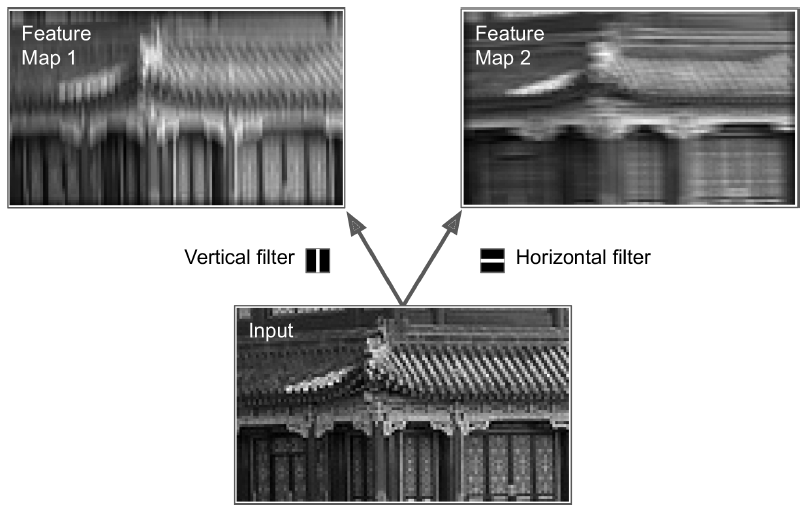 Feature
Map 1
Feature
Map 2
Vertical filter
Horizontal filter
Input